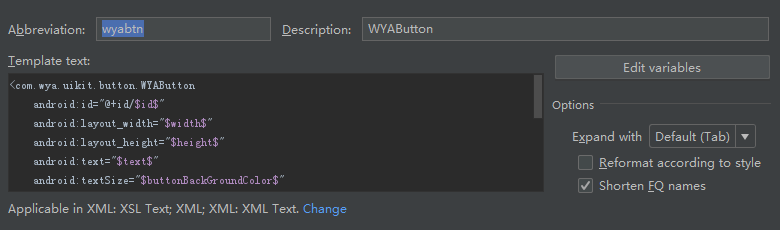 Abbreviation: wyabtn Description: WYAButton
Template text:
Edit variables
<com.wya.uikit.button.WYAButton
android:id="@+id/$id$"
android:layout_width="$width$"
android:layout_height="$height$"
android:text="$text$"
android:textSize="$buttonBackGroundColor$"
Options
Expand with Default (Tab)
Reformat according to style
Shorten FQ names
Applicable in XML: XSL Text; XML; XML: XML Text. Change